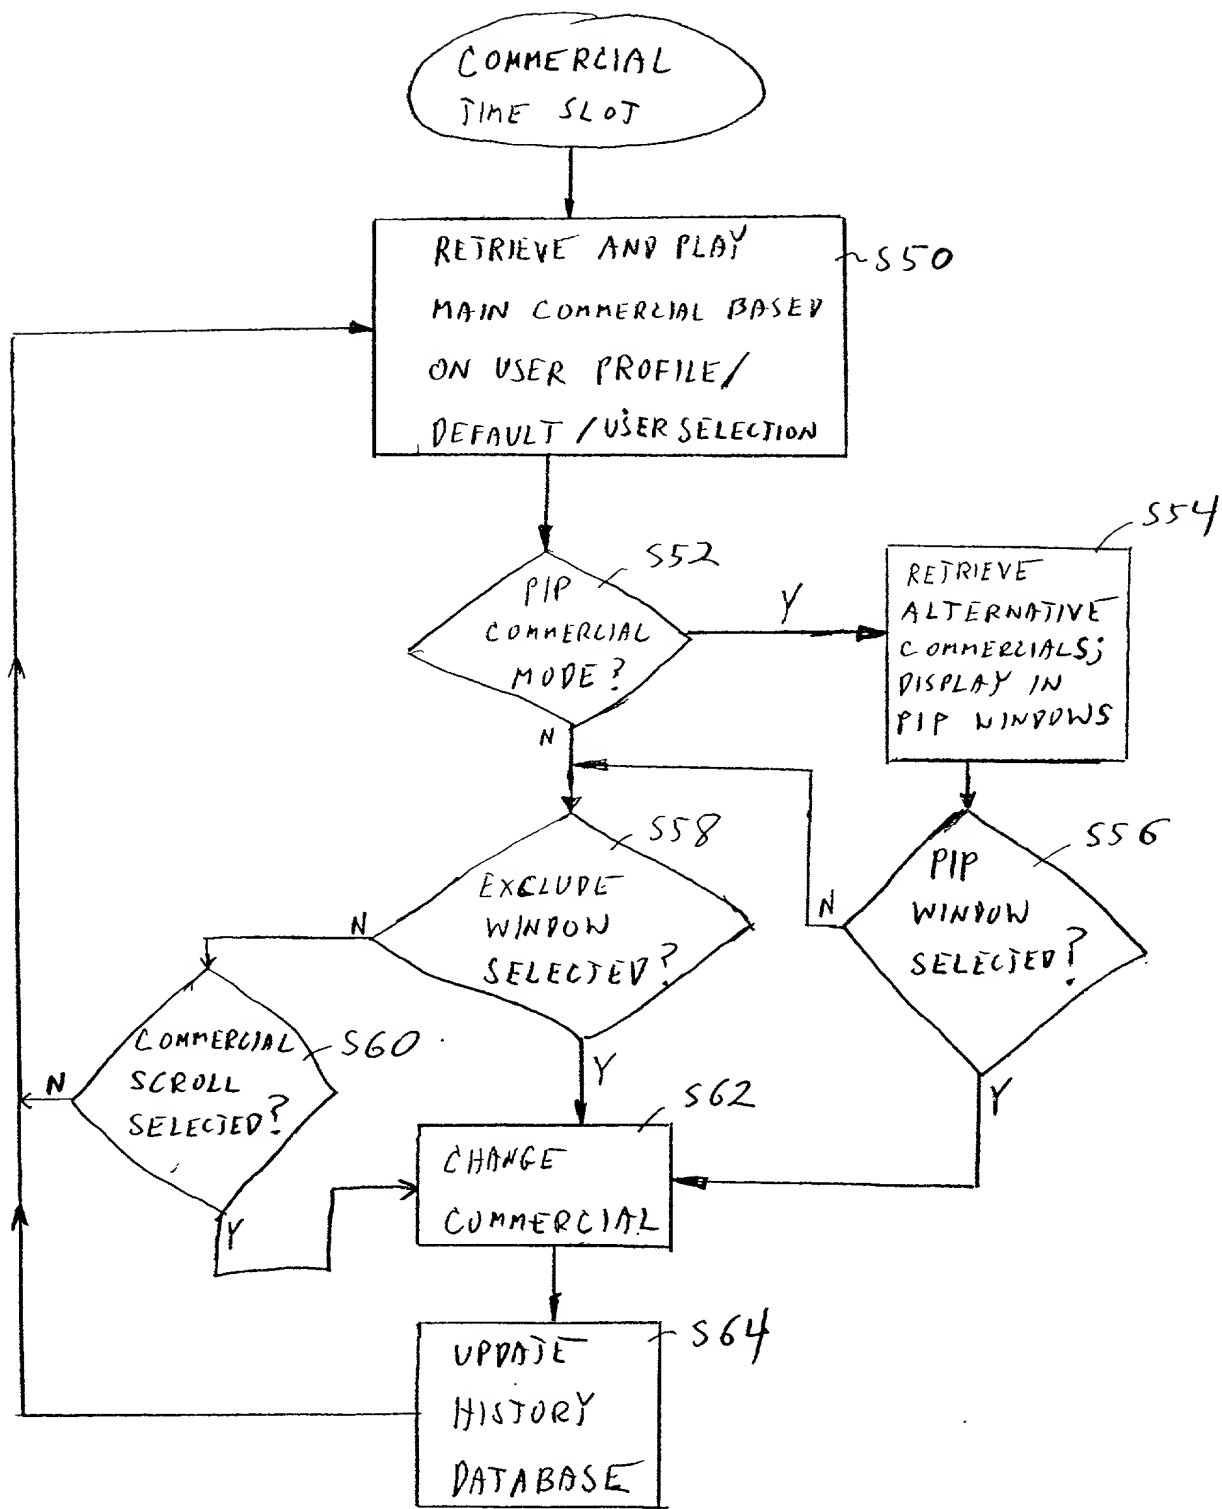 COMMERCIAL
TIME SLOT
RETRIEVE AND PLAY
MAIN COMMERCIAL BASED
ON USER PROFILE/
DEFAULT/USER SELECTION
S50
PIP
COMMERCIAL
MODE?
S52
Y
N
RETRIEVE
ALTERNATIVE
COMMERCIALS;
DISPLAY IN
PIP WINDOWS
S54
PIP
WINDOW
SELECTED?
S56
N
Y
EXCLUDE
WINDOW
SELECTED?
S58
N
Y
COMMERCIAL
SCROLL
SELECTED?
S60
N
Y
CHANGE
COMMERCIAL
S62
UPDATE
HISTORY
DATABASE
S64